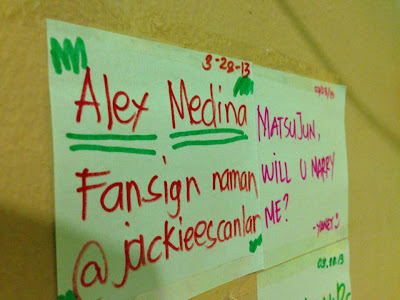 3-28-13
Alex Medina
Fansign naman
@jackieescanlar
MATSUJUN,
WILL U MARRY
ME?